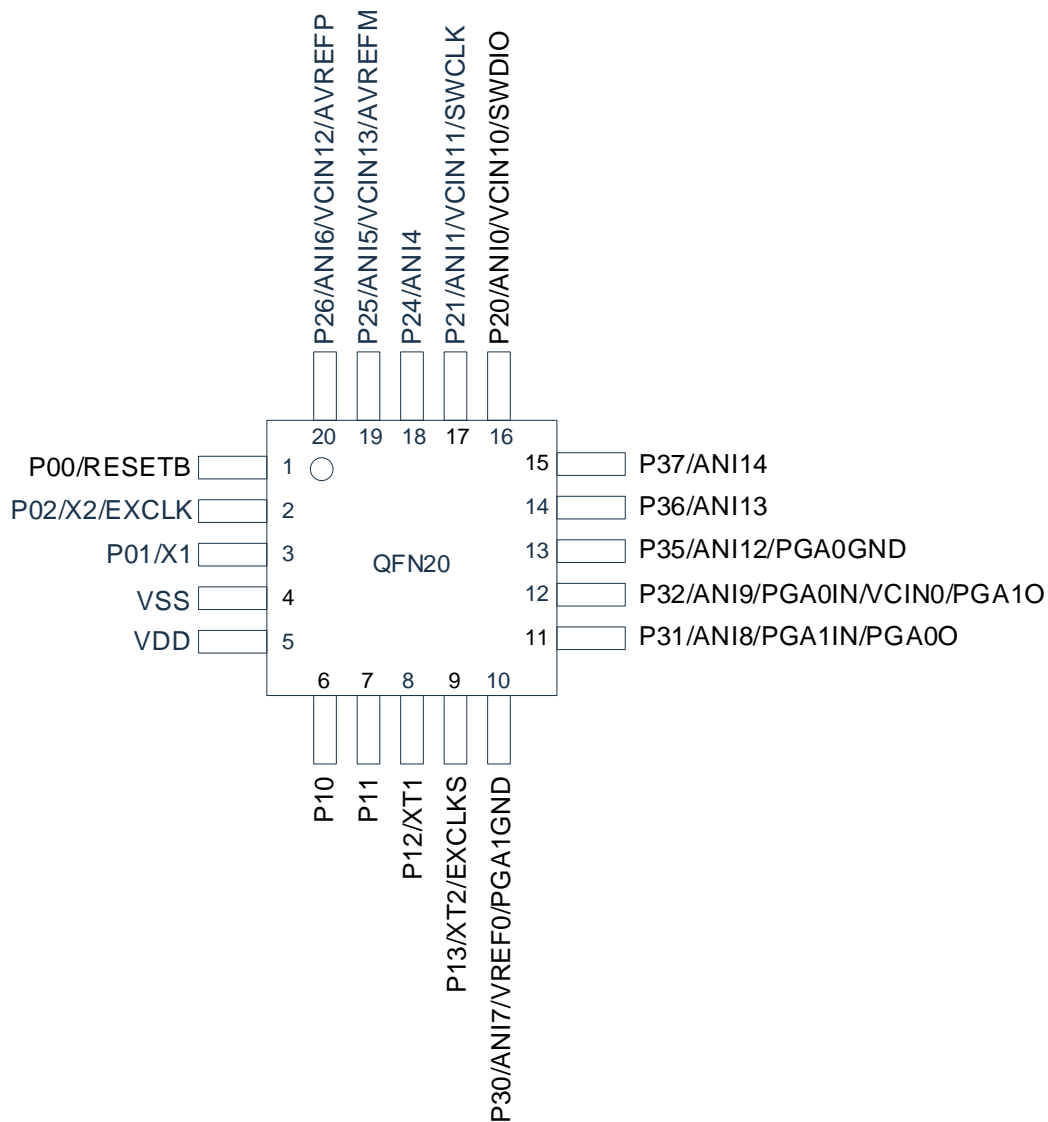 P26/ANI6/VCIN12/AVREFP
P25/ANI5/VCIN13/AVREFM
P24/ANI4
P21/ANI1/VCIN11/SWCLK
P20/ANI0/VCIN10/SWDIO
20
19
18
17
16
P00/RESETB
1
P02/X2/EXCLK
2
P01/X1
3
VSS
4
VDD
5
QFN20
15
P37/ANI14
14
P36/ANI13
13
P35/ANI12/PGA0GND
12
P32/ANI9/PGA0IN/VCIN0/PGA1O
11
P31/ANI8/PGA1IN/PGA0O
6
7
8
9
10
P10
P11
P12/XT1
P13/XT2/EXCLKS
P30/ANI7/VREF0/PGA1GND